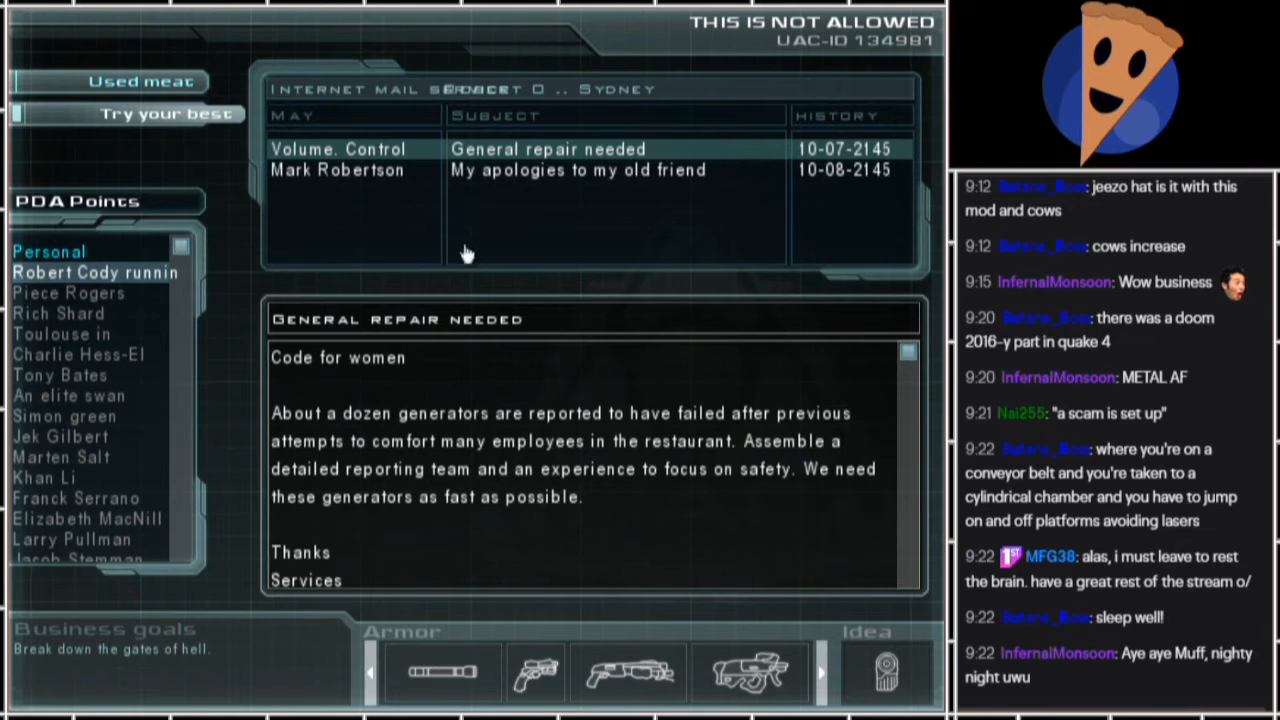 THIS IS NOT ALLOWED
UAC-ID 134981
Used meat
Try your best
INTERNET MAIL
.. SYDNEY
MAY SUBJECT HISTORY
Volume. Control General repair needed 10-07-2145
Mark Robertson My apologies to my old friend 10-08-2145
PDA Points
Personal
Robert Cody runnin
Piece Rogers
Rich Shard
Toulouse in
Charlie Hess-El
Tony Bates
An elite swan
Simon green
Jek Gilbert
Marten Salt
Khan Li
Franck Serrano
Elizabeth MacNill
Larry Pullman
Jacob Stemman
GENERAL REPAIR NEEDED
Code for women
About a dozen generators are reported to have failed after previous
attempts to comfort many employees in the restaurant. Assemble a
detailed reporting team and an experience to focus on safety. We need
these generators as fast as possible.
Thanks
Services
Business goals
Break down the gates of hell.
Armor
Idea
9:12 Butane_Boss: jeezo hat is it with this
mod and cows
9:12 Butane_Boss: cows increase
9:15 InfernalMonsoon: Wow business
9:20 Butane_Boss: there was a doom
2016-y part in quake 4
9:20 InfernalMonsoon: METAL AF
9:21 Nai255: "a scam is set up"
9:22 Butane_Boss: where you're on a
conveyor belt and you're taken to a
cylindrical chamber and you have to jump
on and off platforms avoiding lasers
9:22 1ST MFG38: alas, i must leave to rest
the brain. have a great rest of the stream o/
9:22 Butane_Boss: sleep well!
9:22 InfernalMonsoon: Aye aye Muff, nighty
night uwu